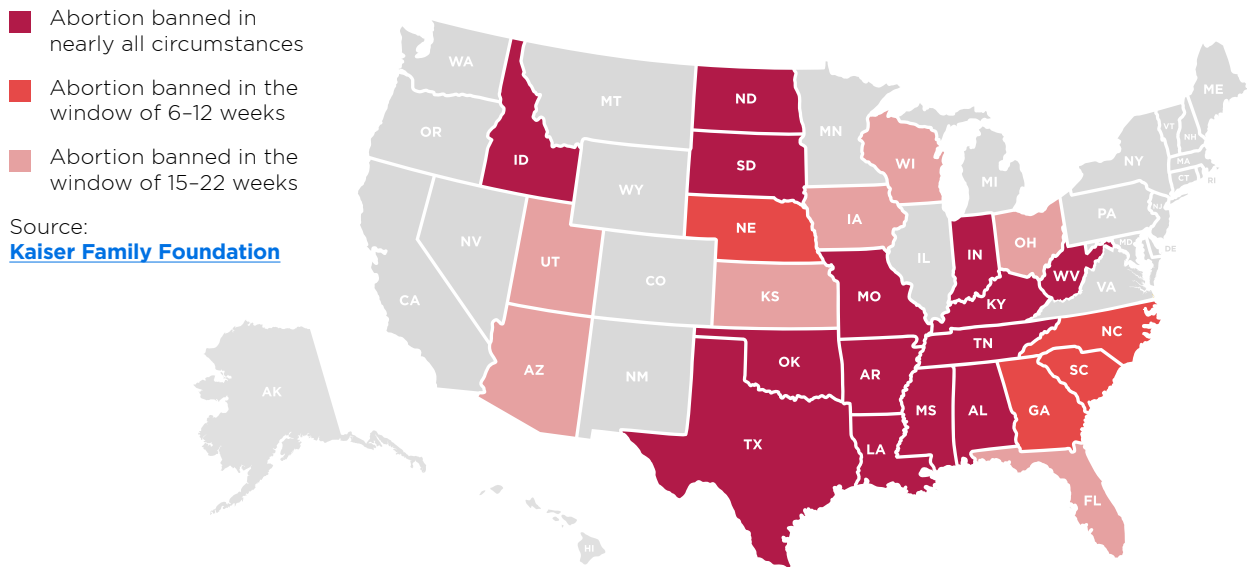 Abortion banned in
nearly all circumstances
Abortion banned in the
window of 6–12 weeks
Abortion banned in the
window of 15–22 weeks
Source:
Kaiser Family Foundation
WA
MT
ND
MN
ME
OR
ID
SD
WI
VT
NH
NY
MA
CT
RI
MI
WY
NE
IA
PA
NJ
NV
UT
CO
KS
IL
IN
OH
MD
DE
WV
VA
CA
MO
KY
NC
AZ
NM
OK
AR
TN
SC
AK
TX
LA
MS
AL
GA
FL
HI